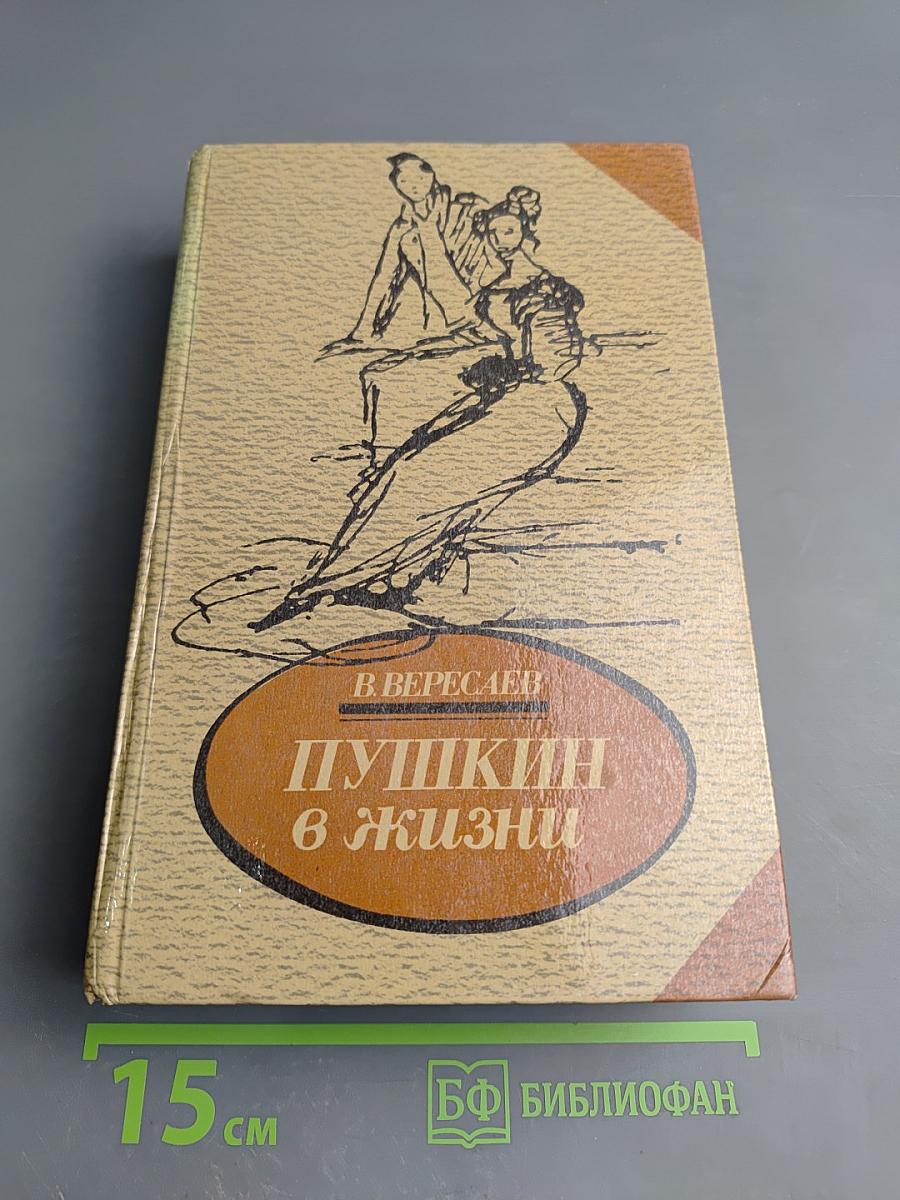 В. ВЕРЕСАЕВ
ПУШКИН
в жизни
15 см
БФ БИБЛИОФАН